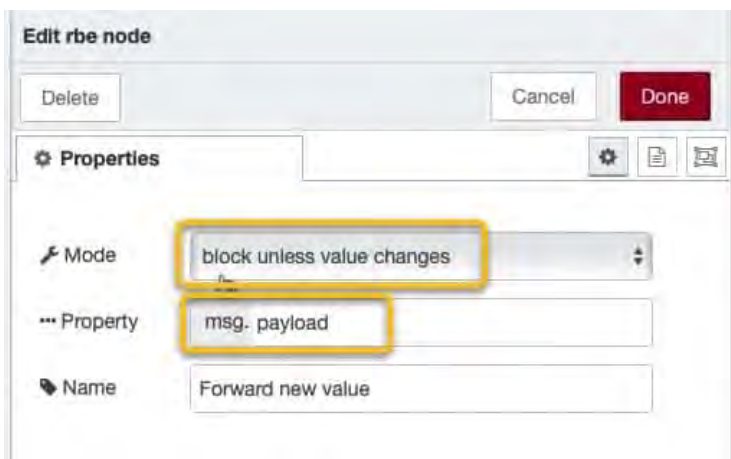 Edit rbe node
Delete Cancel Done
Properties
Mode block unless value changes
Property msg. payload
Name Forward new value